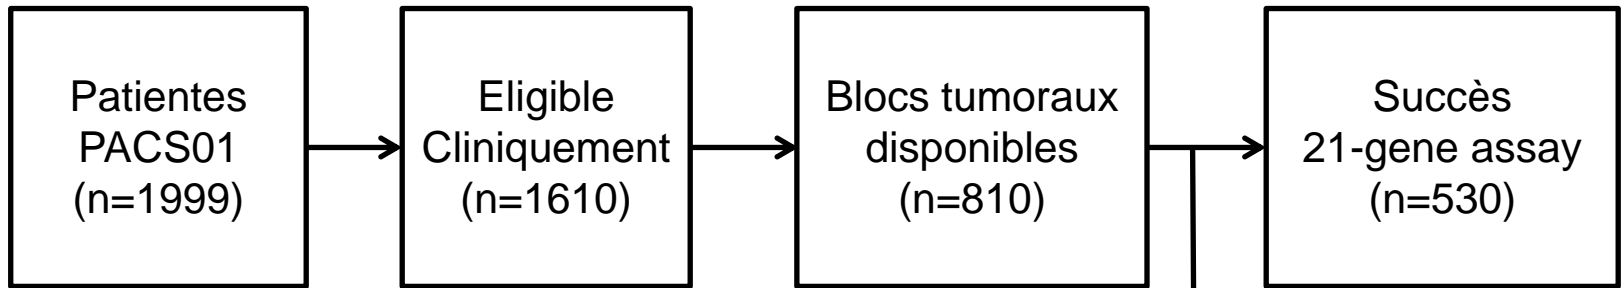 Patientes
PACS01
(n=1999)
Eligible
Cliniquement
(n=1610)
Blocs tumoraux
disponibles
(n=810)
Succès
21-gene assay
(n=530)